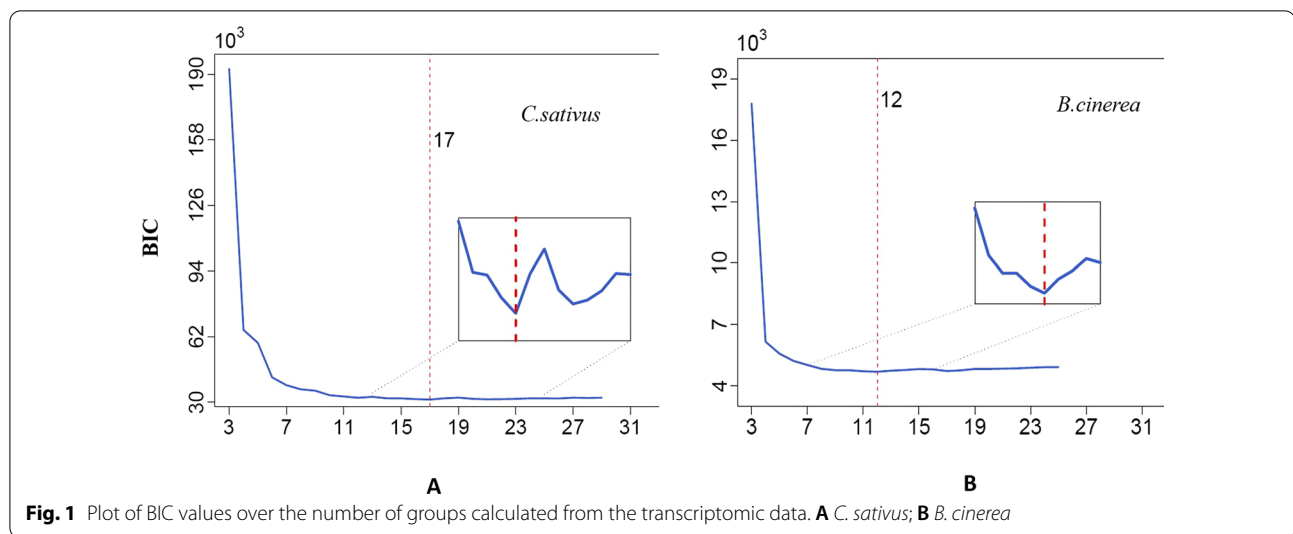 10³
BIC
190
158
126
94
62
30
C.sativus
17
3 7 11 15 19 23 27 31
A
10³
19
16
13
10
7
4
12
B.cinerea
3 7 11 15 19 23 27 31
B
Fig. 1 Plot of BIC values over the number of groups calculated from the transcriptomic data. A C. sativus; B B. cinerea